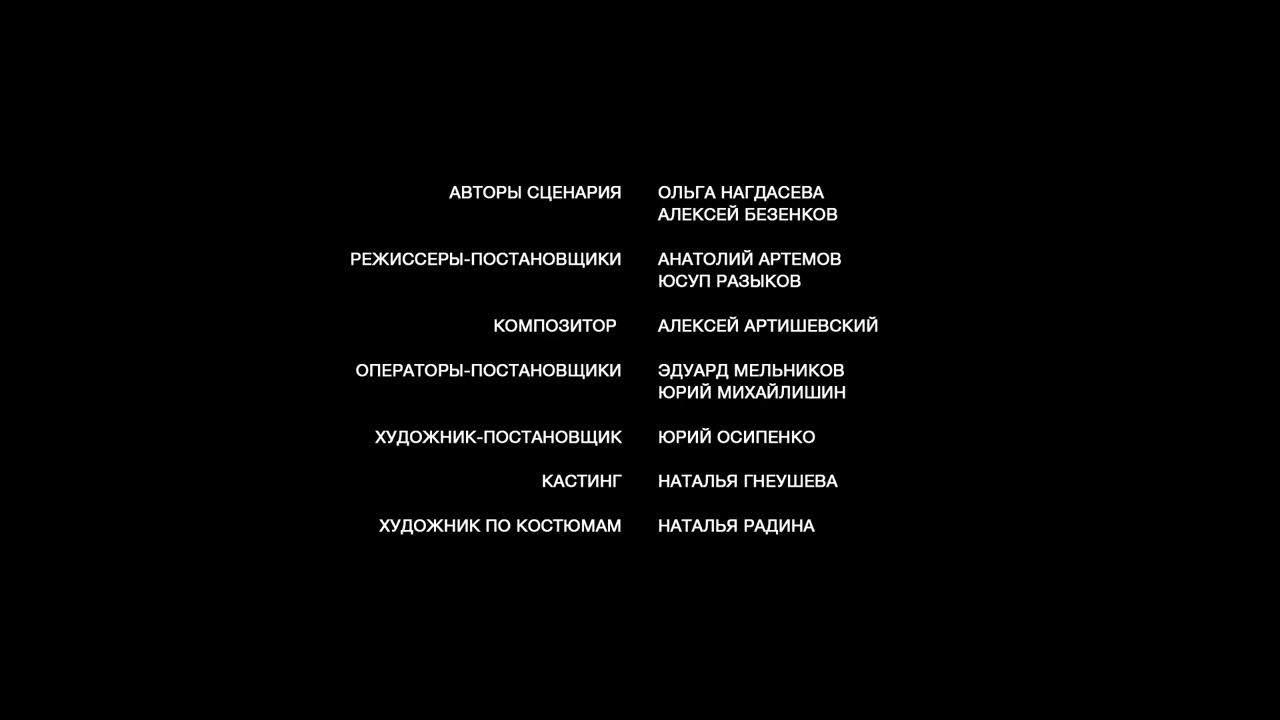 АВТОРЫ СЦЕНАРИЯ ОЛЬГА НАГДАСЕВА
АЛЕКСЕЙ БЕЗЕНКОВ
РЕЖИССЕРЫ-ПОСТАНОВЩИКИ АНАТОЛИЙ АРТЕМОВ
ЮСУП РАЗЫКОВ
КОМПОЗИТОР АЛЕКСЕЙ АРТИШЕВСКИЙ
ОПЕРАТОРЫ-ПОСТАНОВЩИКИ ЭДУАРД МЕЛЬНИКОВ
ЮРИЙ МИХАЙЛИШИН
ХУДОЖНИК-ПОСТАНОВЩИК ЮРИЙ ОСИПЕНКО
КАСТИНГ НАТАЛЬЯ ГНЕУШЕВА
ХУДОЖНИК ПО КОСТЮМАМ НАТАЛЬЯ РАДИНА